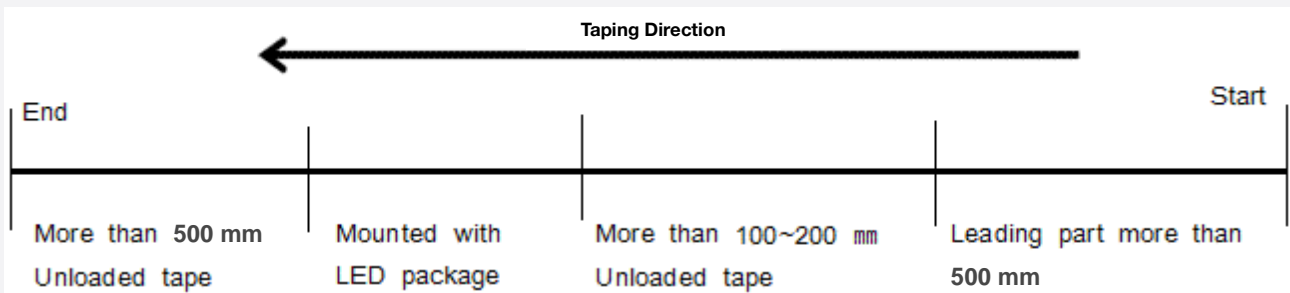 Taping Direction
End
Start
More than 500 mm
Unloaded tape
Mounted with
LED package
More than 100~200 ㎜
Unloaded tape
Leading part more than
500 mm